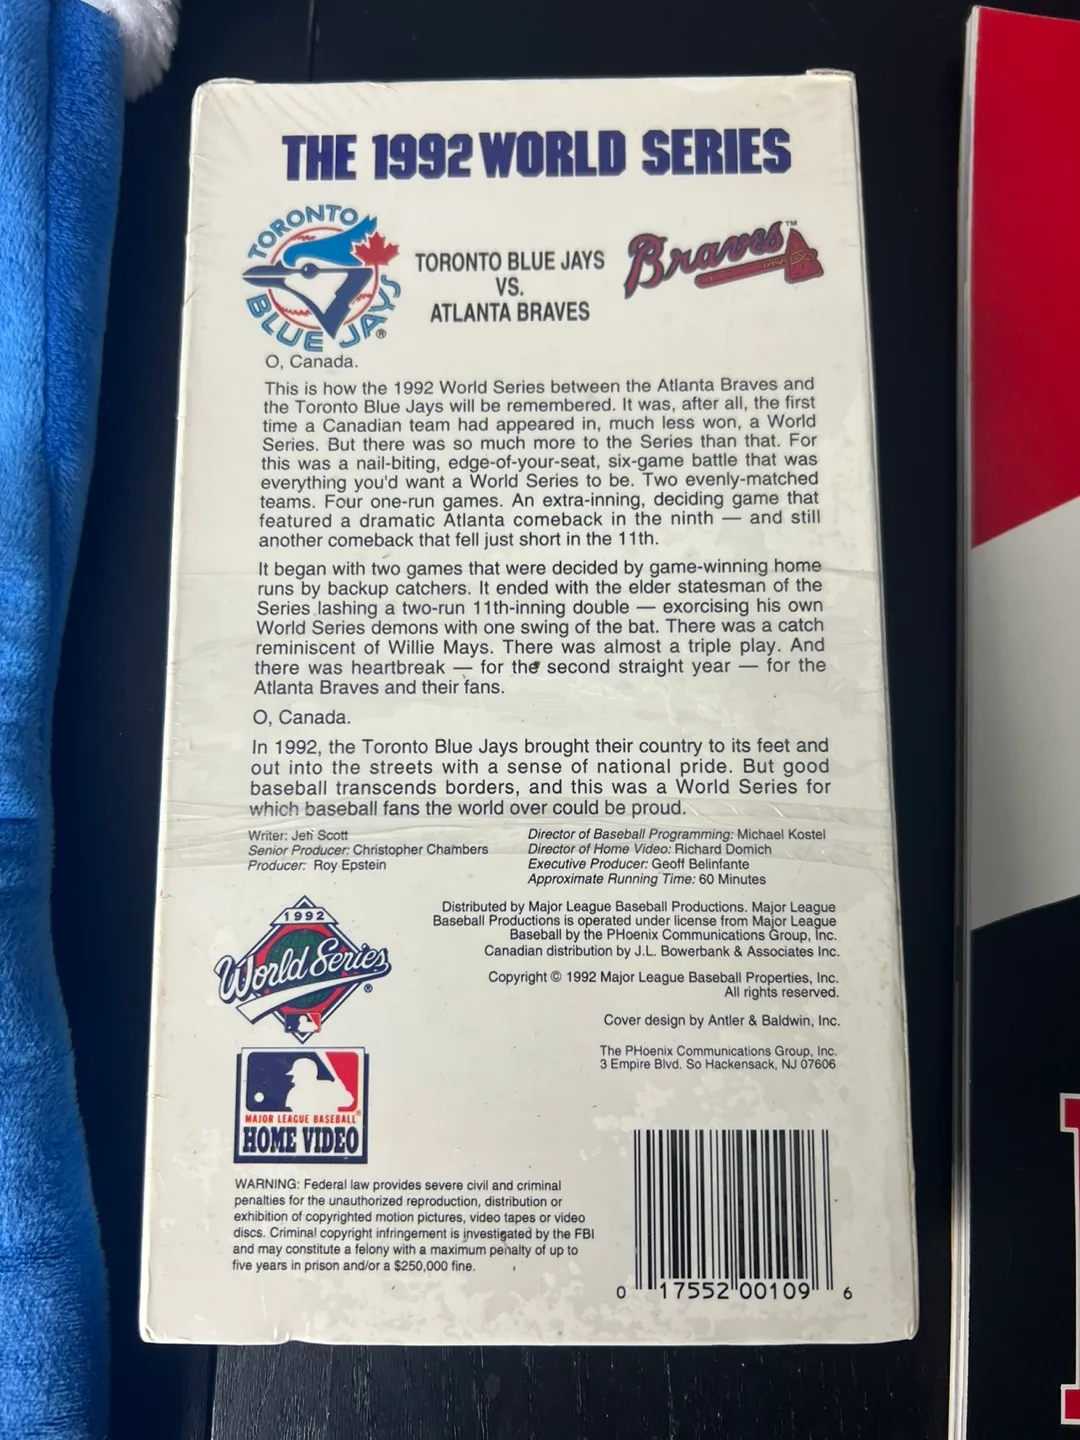 THE 1992 WORLD SERIES
TORONTO
BLUE JAYS®
TORONTO BLUE JAYS
VS.
ATLANTA BRAVES
Braves™
O, Canada.
This is how the 1992 World Series between the Atlanta Braves and
the Toronto Blue Jays will be remembered. It was, after all, the first
time a Canadian team had appeared in, much less won, a World
Series. But there was so much more to the Series than that. For
this was a nail-biting, edge-of-your-seat, six-game battle that was
everything you'd want a World Series to be. Two evenly-matched
teams. Four one-run games. An extra-inning, deciding game that
featured a dramatic Atlanta comeback in the ninth — and still
another comeback that fell just short in the 11th.
It began with two games that were decided by game-winning home
runs by backup catchers. It ended with the elder statesman of the
Series lashing a two-run 11th-inning double — exorcising his own
World Series demons with one swing of the bat. There was a catch
reminiscent of Willie Mays. There was almost a triple play. And
there was heartbreak — for the second straight year — for the
Atlanta Braves and their fans.
O, Canada.
In 1992, the Toronto Blue Jays brought their country to its feet and
out into the streets with a sense of national pride. But good
baseball transcends borders, and this was a World Series for
which baseball fans the world over could be proud.
Writer: Jeff Scott
Senior Producer: Christopher Chambers
Producer: Roy Epstein
Director of Baseball Programming: Michael Kostel
Director of Home Video: Richard Domich
Executive Producer: Geoff Belinfante
Approximate Running Time: 60 Minutes
Distributed by Major League Baseball Productions. Major League
Baseball Productions is operated under license from Major League
Baseball by the PHoenix Communications Group, Inc.
Canadian distribution by J.L. Bowerbank & Associates Inc.
Copyright © 1992 Major League Baseball Properties, Inc.
All rights reserved.
Cover design by Antler & Baldwin, Inc.
The PHoenix Communications Group, Inc.
3 Empire Blvd. So Hackensack, NJ 07606
1992
World Series®
MAJOR LEAGUE BASEBALL®
HOME VIDEO
WARNING: Federal law provides severe civil and criminal
penalties for the unauthorized reproduction, distribution or
exhibition of copyrighted motion pictures, video tapes or video
discs. Criminal copyright infringement is investigated by the FBI
and may constitute a felony with a maximum penalty of up to
five years in prison and/or a $250,000 fine.
0 17552 00109 6